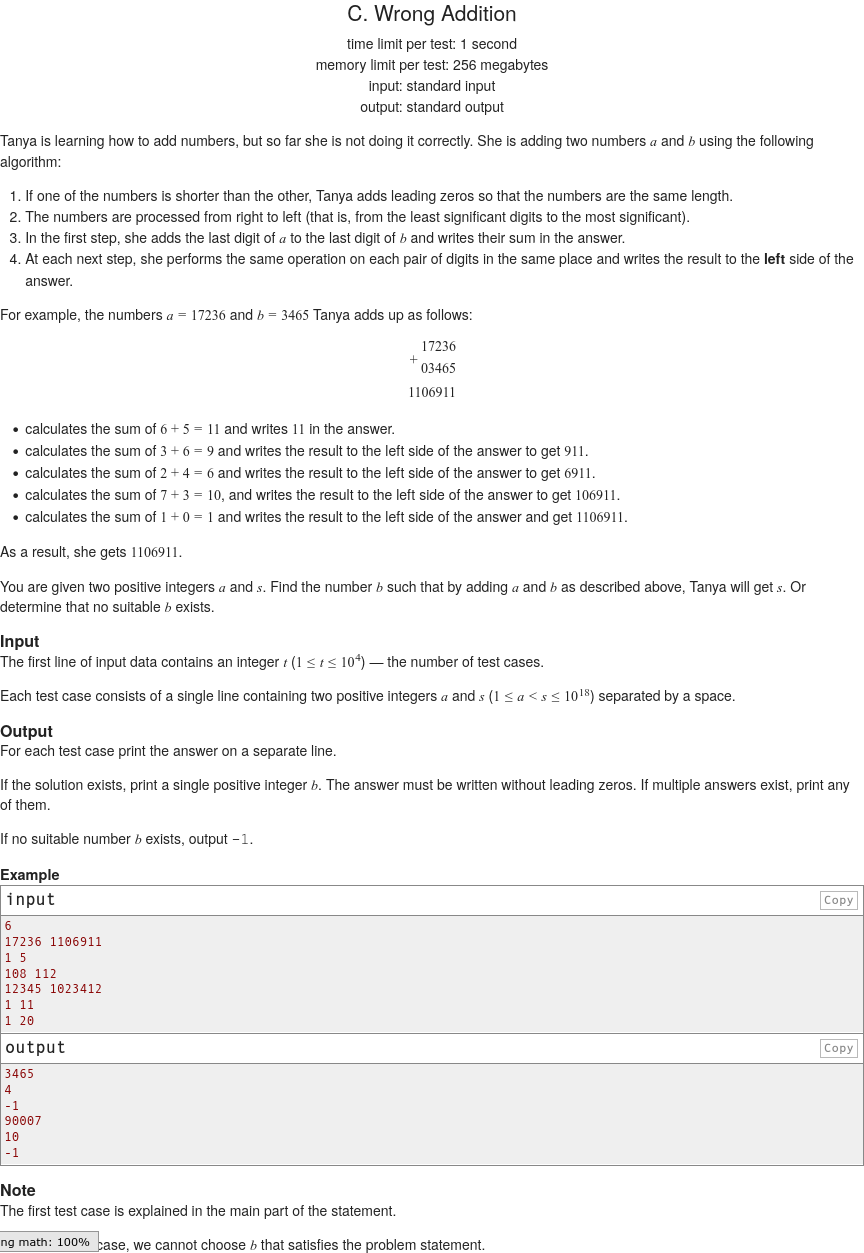 C. Wrong Addition
time limit per test: 1 second
memory limit per test: 256 megabytes
input: standard input
output: standard output
Tanya is learning how to add numbers, but so far she is not doing it correctly. She is adding two numbers a and b using the following
algorithm:
1. If one of the numbers is shorter than the other, Tanya adds leading zeros so that the numbers are the same length.
2. The numbers are processed from right to left (that is, from the least significant digits to the most significant).
3. In the first step, she adds the last digit of a to the last digit of b and writes their sum in the answer.
4. At each next step, she performs the same operation on each pair of digits in the same place and writes the result to the left side of the
answer.
For example, the numbers a = 17236 and b = 3465 Tanya adds up as follows:
17236
+
03465
1106911
• calculates the sum of 6 + 5 = 11 and writes 11 in the answer.
• calculates the sum of 3 + 6 = 9 and writes the result to the left side of the answer to get 911.
• calculates the sum of 2 + 4 = 6 and writes the result to the left side of the answer to get 6911.
• calculates the sum of 7 + 3 = 10, and writes the result to the left side of the answer to get 106911.
• calculates the sum of 1 + 0 = 1 and writes the result to the left side of the answer and get 1106911.
As a result, she gets 1106911.
You are given two positive integers a and s. Find the number b such that by adding a and b as described above, Tanya will get s. Or
determine that no suitable b exists.
Input
The first line of input data contains an integer t (1 ≤ t ≤ 10⁴) — the number of test cases.
Each test case consists of a single line containing two positive integers a and s (1 ≤ a < s ≤ 10¹⁸) separated by a space.
Output
For each test case print the answer on a separate line.
If the solution exists, print a single positive integer b. The answer must be written without leading zeros. If multiple answers exist, print any
of them.
If no suitable number b exists, output -1.
Example
input Copy
6
17236 1106911
1 5
108 112
12345 1023412
1 11
1 20
output Copy
3465
4
-1
90007
10
-1
Note
The first test case is explained in the main part of the statement.
ng math: 100% case, we cannot choose b that satisfies the problem statement.